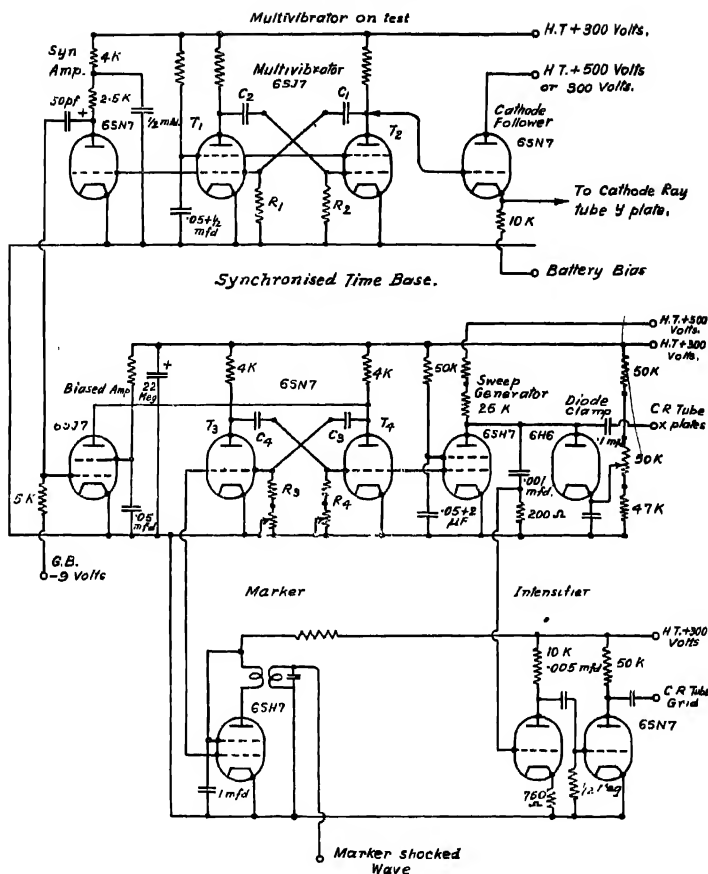 Multivibrator on test
H.T + 300 Volts.
Syn
Amp.
4K
2.5K
50pf
+
6SN7
½ mfd.
T1
C2
Multivibrator
6SJ7
C1
T2
H.T. + 500 Volts
or 300 Volts.
Cathode
Follower
6SN7
R1
R2
.05+½
mfd
To Cathode Ray
tube y plate.
10 K
Battery Bias
Synchronised Time Base.
H.T.+500
Volts.
H.T+300
Volts.
Biased Amp
22
Meg
+
4K
6SN7
4K
50K
Sweep
Generator
25 K
50K
Diode
Clamp
C.R Tube
x plates
6SJ7
T3
C4
C3
T4
6SH7
6H6
.1 mfd
50K
.001
mfd.
5K
.05
mfd
R3
R4
.05+2
µF
200 Ω
47K
G.B.
-9 Volts
Marker
Intensifier
H.T.+300
Volts
10 K
.005 mfd
50K
C R Tube
Grid
6SH7
6SN7
1 mfd
760
Ω
½ Meg
Marker shocked
Wave